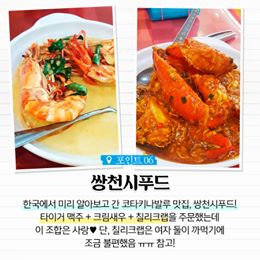 포인트 06
쌍천시푸드
한국에서 미리 알아보고 간 코타키나발루 맛집, 쌍천시푸드!
타이거 맥주 + 크림새우 + 칠리크랩을 주문했는데
이 조합은 사랑♥ 단, 칠리크랩은 여자 둘이 까먹기에
조금 불편했음 ㅠㅠ 참고!